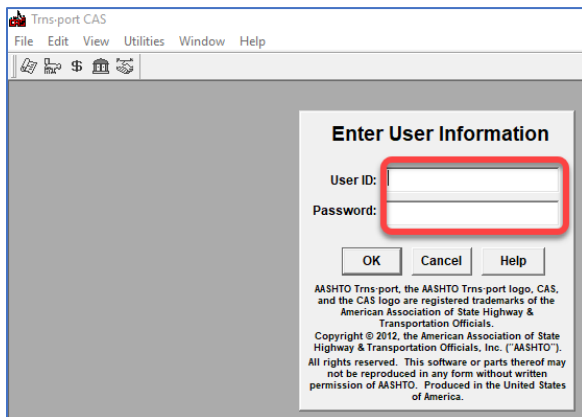 Trns·port CAS
File Edit View Utilities Window Help
$
Enter User Information
User ID:
Password:
OK Cancel Help
AASHTO Trns·port, the AASHTO Trns·port logo, CAS,
and the CAS logo are registered trademarks of the
American Association of State Highway &
Transportation Officials.
Copyright © 2012, the American Association of State
Highway & Transportation Officials, Inc. ("AASHTO").
All rights reserved. This software or parts thereof may
not be reproduced in any form without written
permission of AASHTO. Produced in the United States
of America.